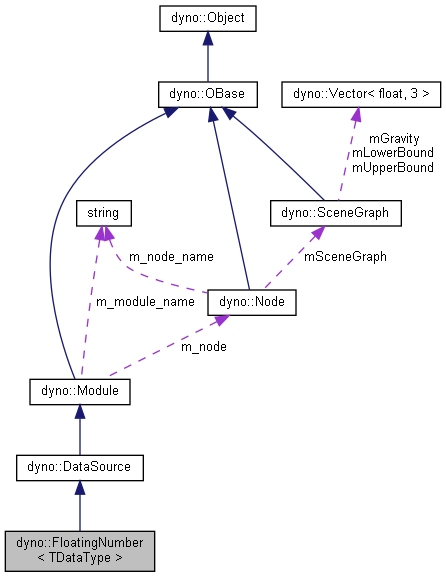 dyno::Object
dyno::OBase
dyno::Vector< float, 3 >
mGravity
mLowerBound
mUpperBound
string
dyno::SceneGraph
m_node_name
mSceneGraph
m_module_name
dyno::Node
m_node
dyno::Module
dyno::DataSource
dyno::FloatingNumber
< TDataType >